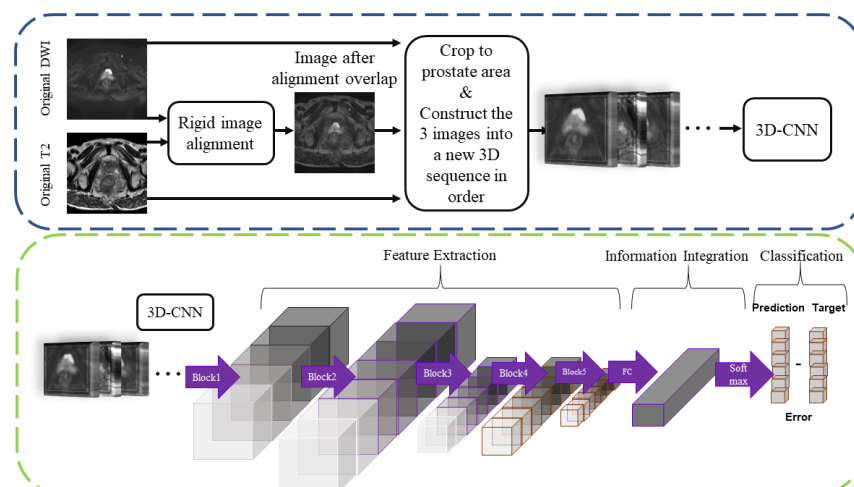 Original DWI
Original T2
Rigid image
alignment
Image after
alignment overlap
Crop to
prostate area
&
Construct the
3 images into
a new 3D
sequence in
order
3D-CNN
Feature Extraction
Information Integration
Classification
3D-CNN
Prediction
Target
Block1
Block2
Block3
Block4
Block5
FC
Soft
max
-
Error